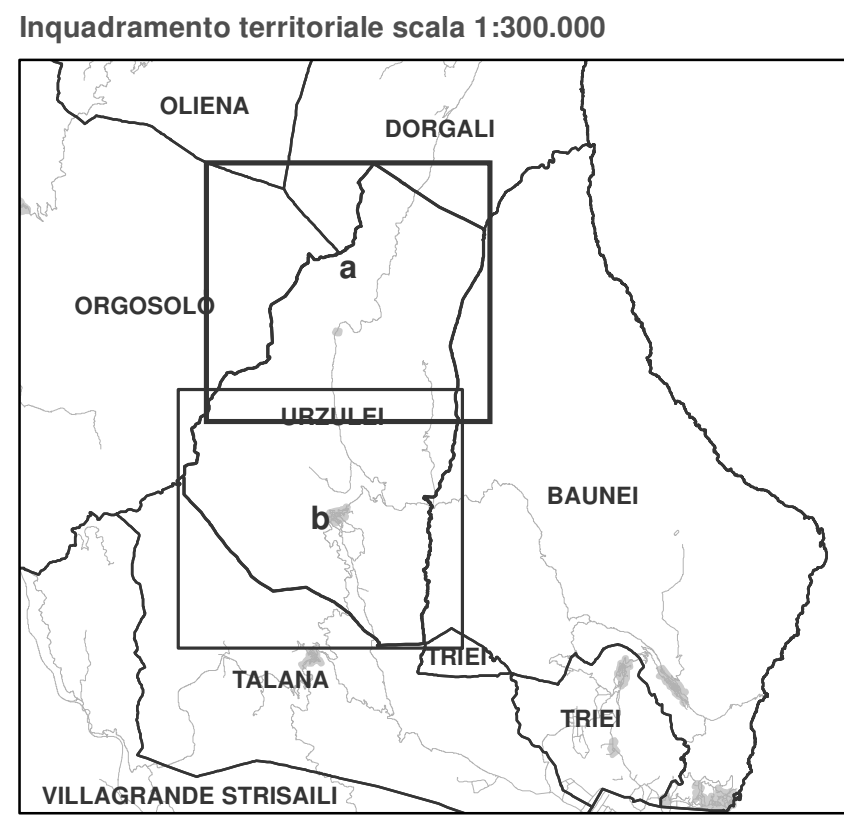 Inquadramento territoriale scala 1:300.000
OLIENA
DORGALI
a
ORGOSOLO
URZULEI
BAUNEI
b
TRIEI
TALANA
TRIEI
VILLAGRANDE STRISAILI